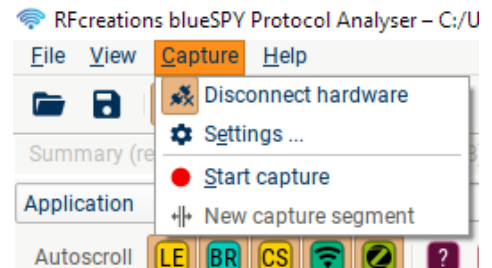 RFcreations blueSPY Protocol Analyser – C:/U
File View Capture Help
Disconnect hardware
Settings ...
Summary (re
Start capture
Application
New capture segment
Autoscroll LE BR CS ?